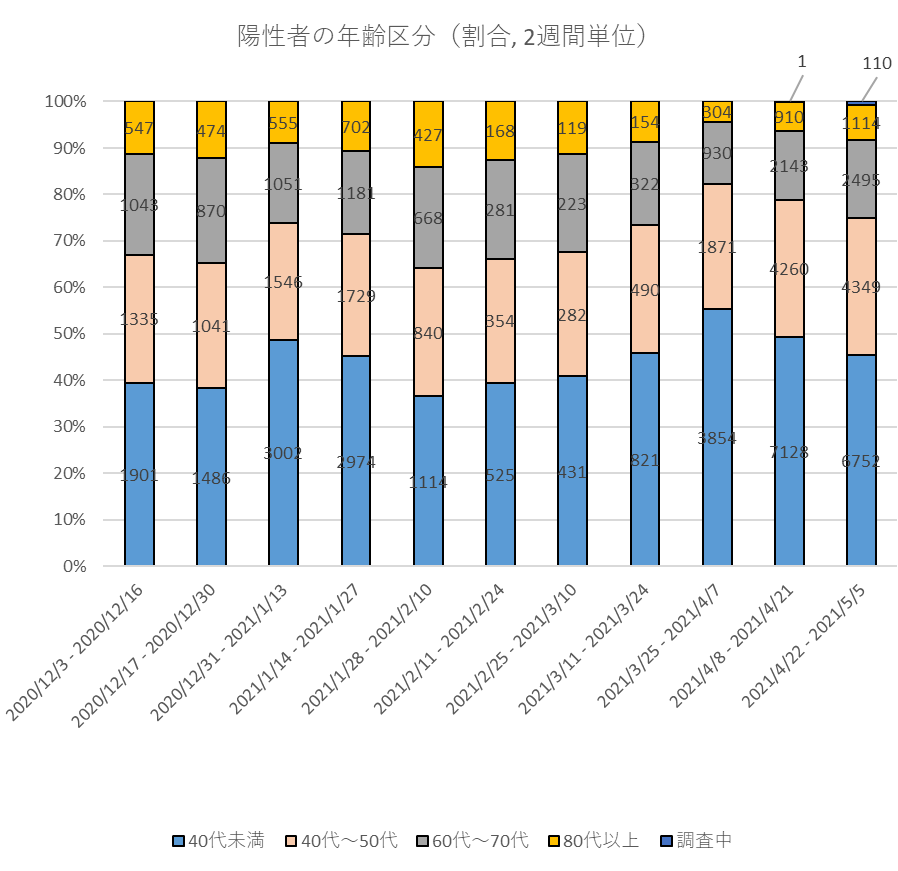 陽性者の年齢区分（割合, 2週間単位）
1 110
100%
90%
80%
70%
60%
50%
40%
30%
20%
10%
0%
547 474 555 702 427 168 119 154 304 910 1114
1043 870 1051 1181 668 281 223 322 930 2143 2495
1335 1041 1546 1729 840 354 282 490 1871 4260 4349
1901 1486 3002 2974 1114 525 431 821 3854 7128 6752
2020/12/3 - 2020/12/16
2020/12/17 - 2020/12/30
2020/12/31 - 2021/1/13
2021/1/14 - 2021/1/27
2021/1/28 - 2021/2/10
2021/2/11 - 2021/2/24
2021/2/25 - 2021/3/10
2021/3/11 - 2021/3/24
2021/3/25 - 2021/4/7
2021/4/8 - 2021/4/21
2021/4/22 - 2021/5/5
40代未満 40代～50代 60代～70代 80代以上 調査中